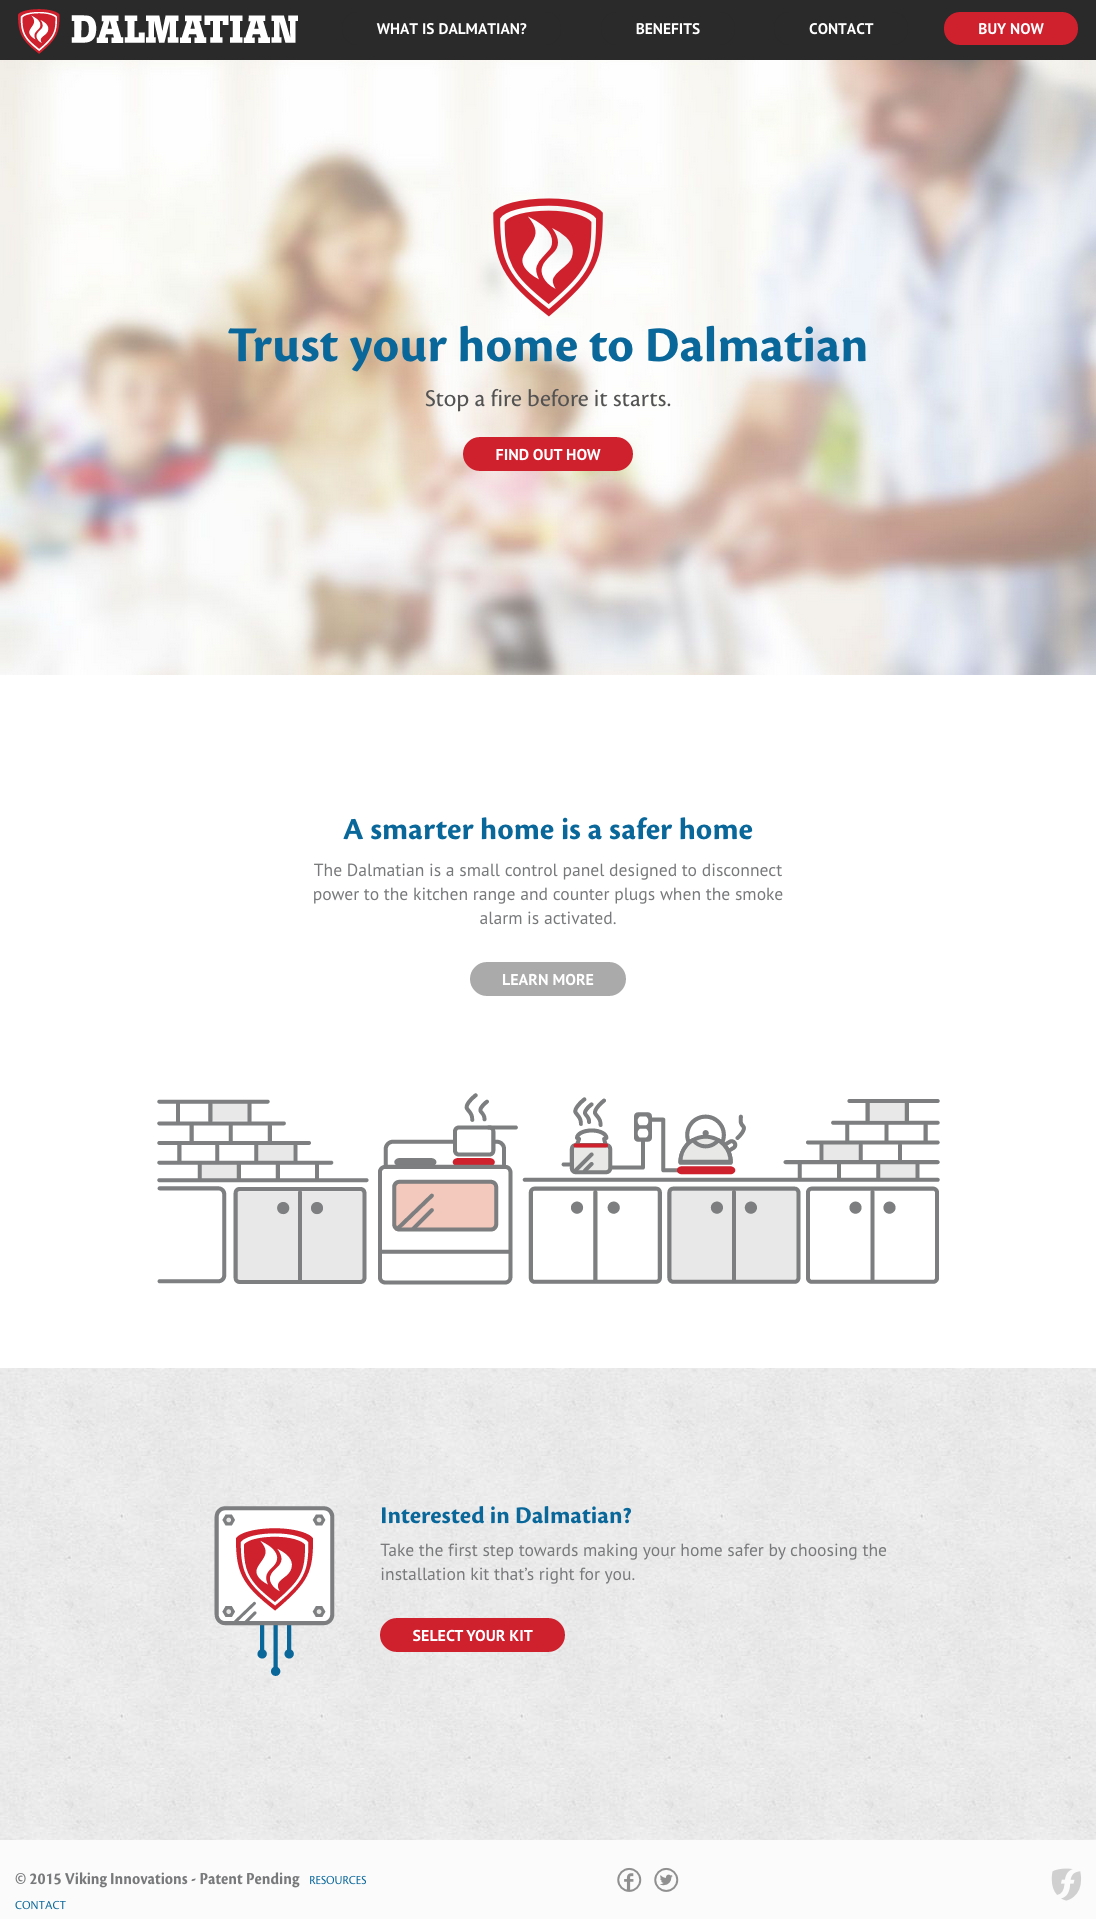 DALMATIAN
WHAT IS DALMATIAN?
BENEFITS
CONTACT
BUY NOW
Trust your home to Dalmatian
Stop a fire before it starts.
FIND OUT HOW
A smarter home is a safer home
The Dalmatian is a small control panel designed to disconnect
power to the kitchen range and counter plugs when the smoke
alarm is activated.
LEARN MORE
Interested in Dalmatian?
Take the first step towards making your home safer by choosing the
installation kit that's right for you.
SELECT YOUR KIT
© 2015 Viking Innovations - Patent Pending RESOURCES
CONTACT